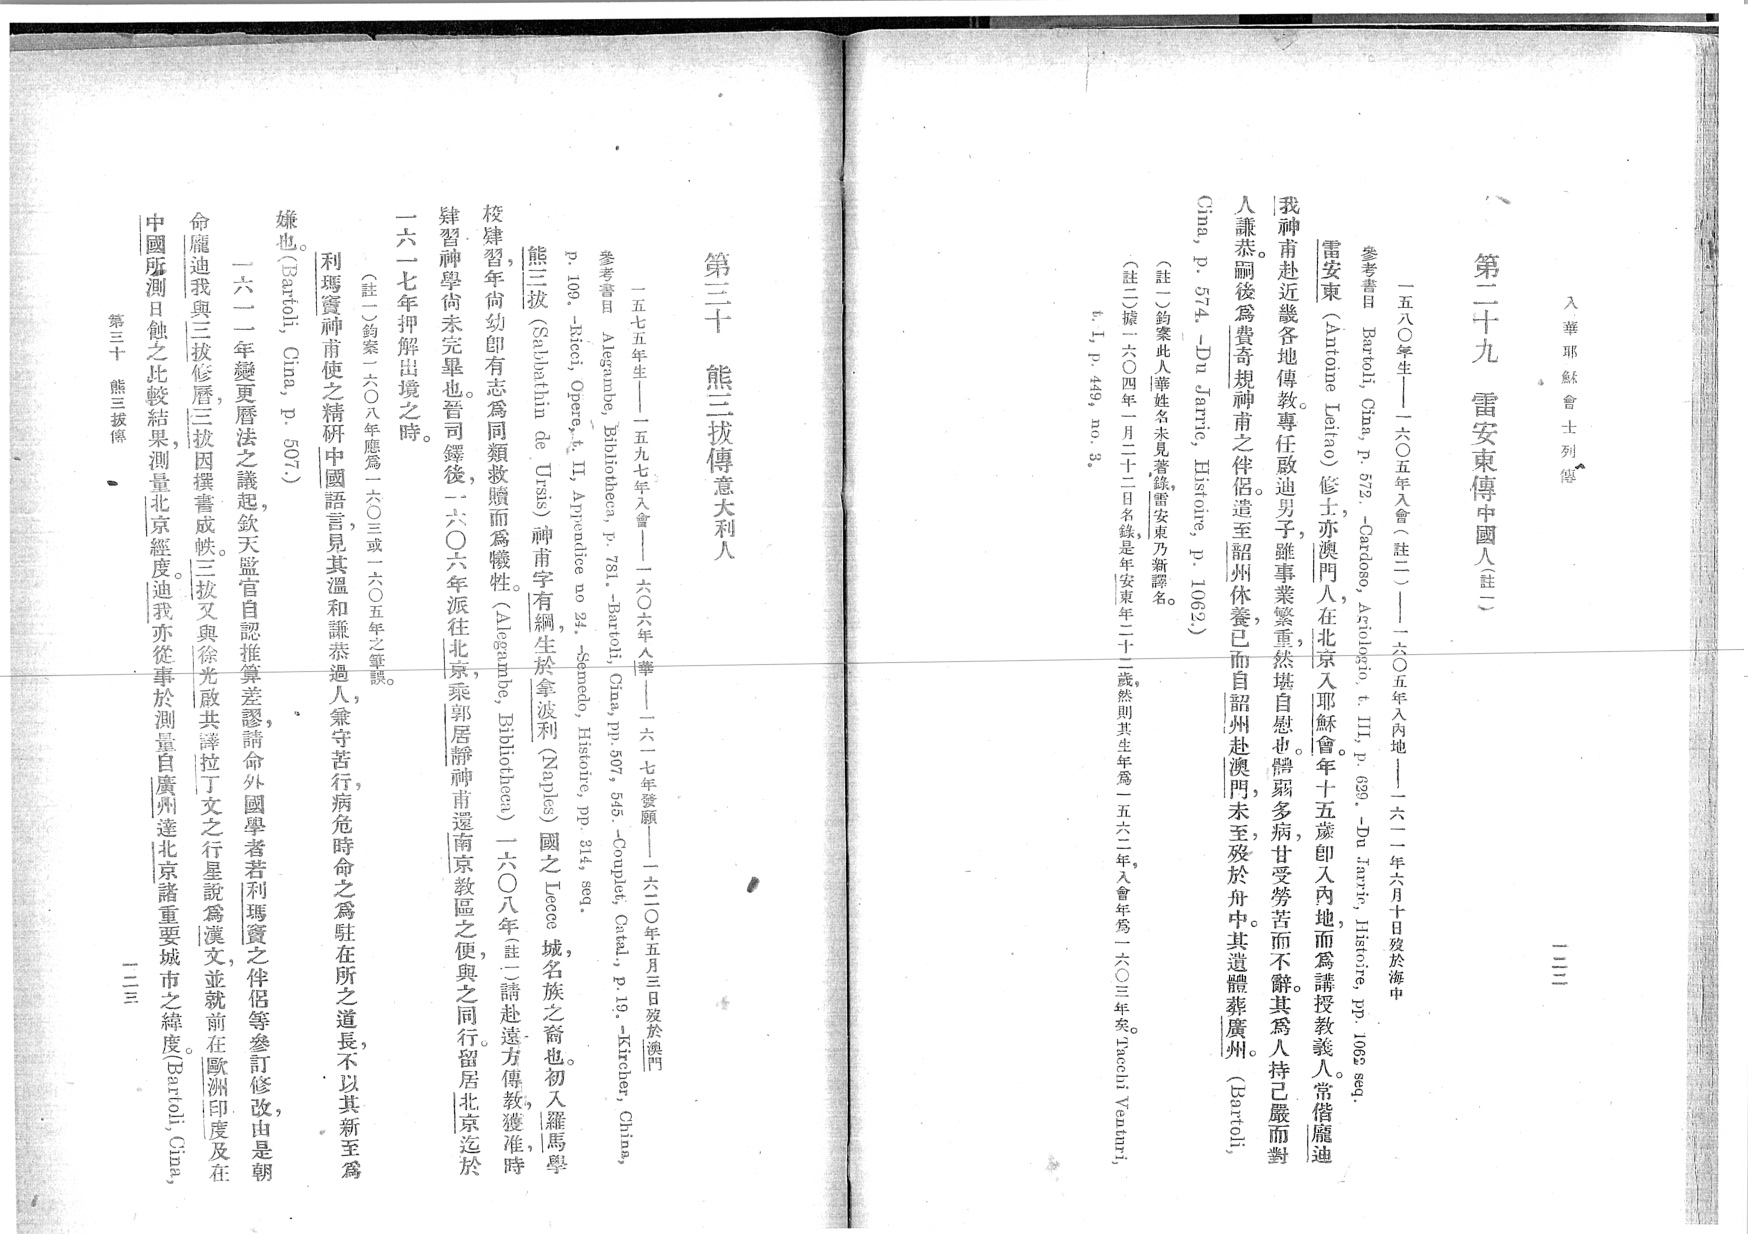 入華耶穌會士列傳
一二二
第二十九　雷安東傳中國人(註一)
一五八〇年生——一六〇五年入會(註二)——一六〇五年入內地——一六一一年六月十日歿於海中
參考書目　Bartoli, Cina, p. 572. –Cardoso, Agiologio, t. III, p. 629. –Du Jarric, Histoire, pp. 1062 seq.
雷安東(Antoine Leitao)修士，亦澳門人，在北京入耶穌會。年十五歲卽入內地，而爲講授敎義人。常偕龐迪
我神甫赴近畿各地傳敎。專任啟迪男子，雖事業繁重，然堪自慰也。體弱多病，甘受勞苦而不辭。其爲人持己嚴而對
人謙恭。嗣後爲費奇規神甫之伴侶。遣至韶州休養，已而自韶州赴澳門，未至，歿於舟中。其遺體葬廣州。(Bartoli,
Cina, p. 574. –Du Jarric, Histoire, p. 1062.)
(註一)鈞案此人華姓名未見著錄，雷安東乃新譯名。
(註二)據一六〇四年一月二十二日名錄，是年安東年二十二歲，然則其生年爲一五六二年，入會年爲一六〇三年矣。Tacchi Venturi,
t. I, p. 449, no. 3。
第三十　熊三拔傳意大利人
一五七五年生——一五九七年入會——一六〇六年入華——一六一七年發願——一六二〇年五月三日歿於澳門
參考書目　Alegambe, Bibliotheca, p. 731. –Bartoli, Cina, pp. 507, 545. –Couplet, Catal., p. 19. –Kircher, China,
p. 109. –Ricci, Opere, t. II, Appendice no 24. –Semedo, Histoire, pp. 314, seq.
熊三拔(Sabbathin de Ursis)神甫字有綱，生於拿波利(Naples)國之 Lecce 城，名族之裔也。初入羅馬學
校肄習，年尙幼卽有志爲同類救贖而爲犧牲。(Alegambe, Bibliotheca)一六〇八年(註一)請赴遠方傳敎，獲准，時
肄習神學尙未完畢也。晉司鐸後，一六〇六年派往北京，乘郭居靜神甫還南京敎區之便，與之同行。留居北京迄於
一六一七年押解出境之時。
(註一)鈞案一六〇八年應爲一六〇三或一六〇五年之筆誤。
利瑪竇神甫使之精硏中國語言，見其溫和謙恭過人，兼守苦行，病危時命之爲駐在所之道長，不以其新至爲
嫌也。(Bartoli, Cina, p. 507.)
一六一一年變更曆法之議起，欽天監官自認推算差謬，請命外國學者若利瑪竇之伴侶等參訂修改，由是朝
命龐迪我與三拔修曆，三拔因撰書成帙。三拔又與徐光啟共譯拉丁文之行星說爲漢文，並就前在歐洲印度及在
中國所測日蝕之比較結果，測量北京經度。迪我亦從事於測量自廣州達北京諸重要城市之緯度。(Bartoli, Cina,
第三十　熊三拔傳
一二三